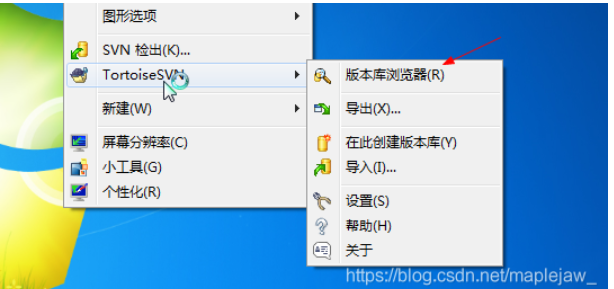 图形选项
SVN 检出(K)...
TortoiseSVN
新建(W)
屏幕分辨率(C)
小工具(G)
个性化(R)
版本库浏览器(R)
导出(X)...
在此创建版本库(Y)
导入(I)...
设置(S)
帮助(H)
关于
https://blog.csdn.net/maplejaw_